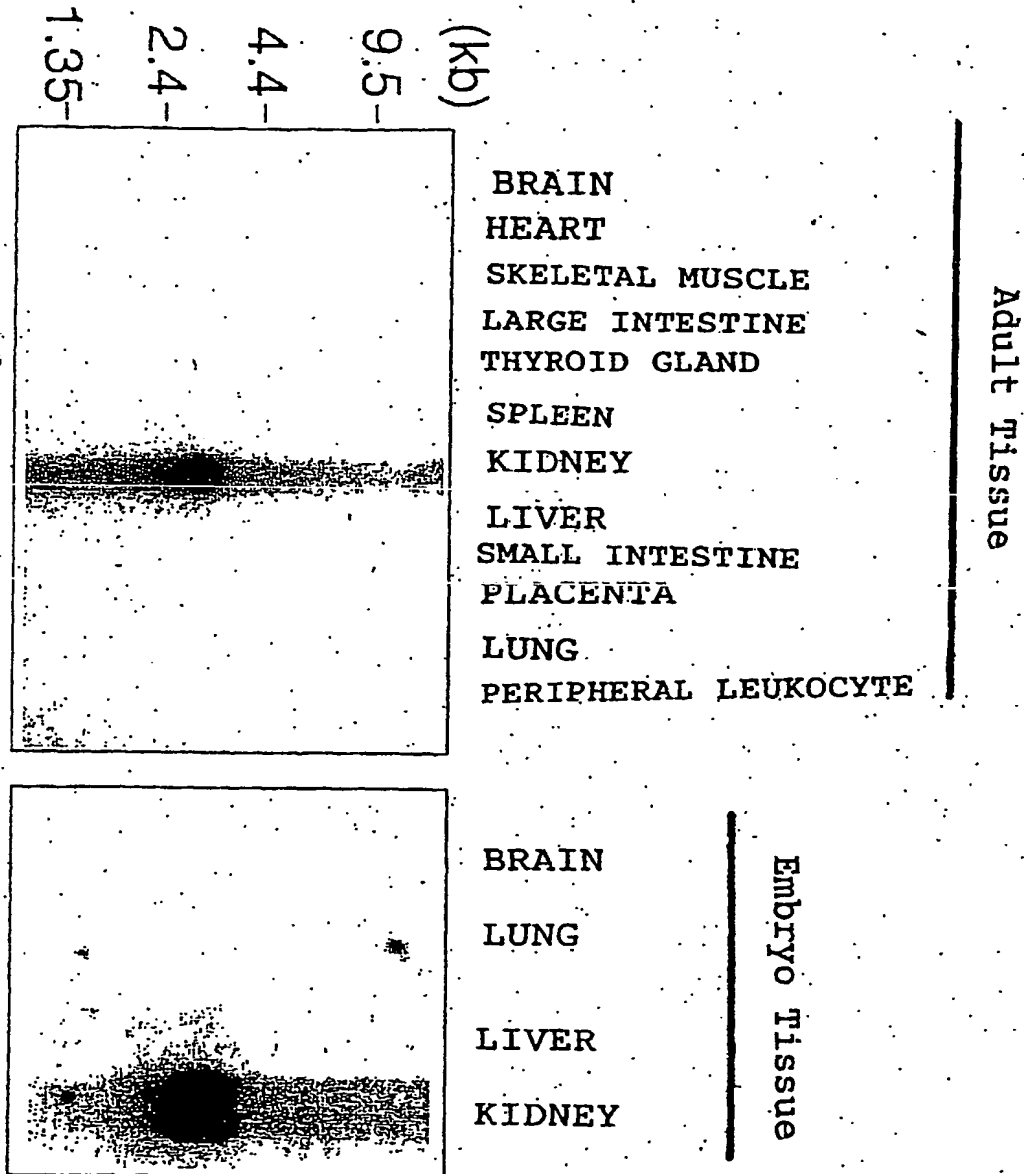 (kb)
9.5-
4.4-
2.4-
1.35-
Adult Tissue
BRAIN
HEART
SKELETAL MUSCLE
LARGE INTESTINE
THYROID GLAND
SPLEEN
KIDNEY
LIVER
SMALL INTESTINE
PLACENTA
LUNG
PERIPHERAL LEUKOCYTE
Embryo Tissue
BRAIN
LUNG
LIVER
KIDNEY